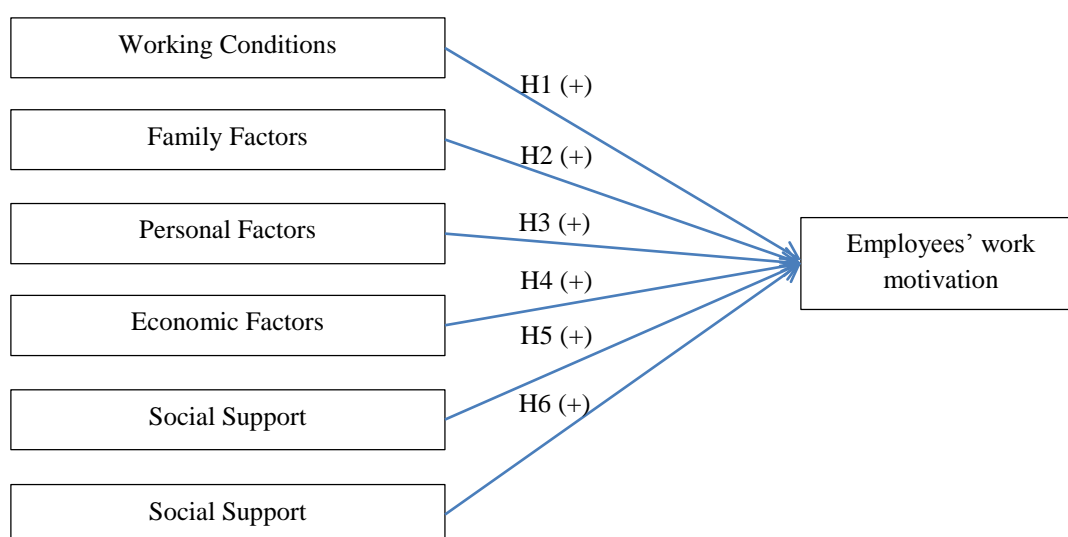 Working Conditions
H1 (+)
Family Factors
H2 (+)
Personal Factors
H3 (+)
Employees’ work
motivation
H4 (+)
Economic Factors
H5 (+)
Social Support
H6 (+)
Social Support